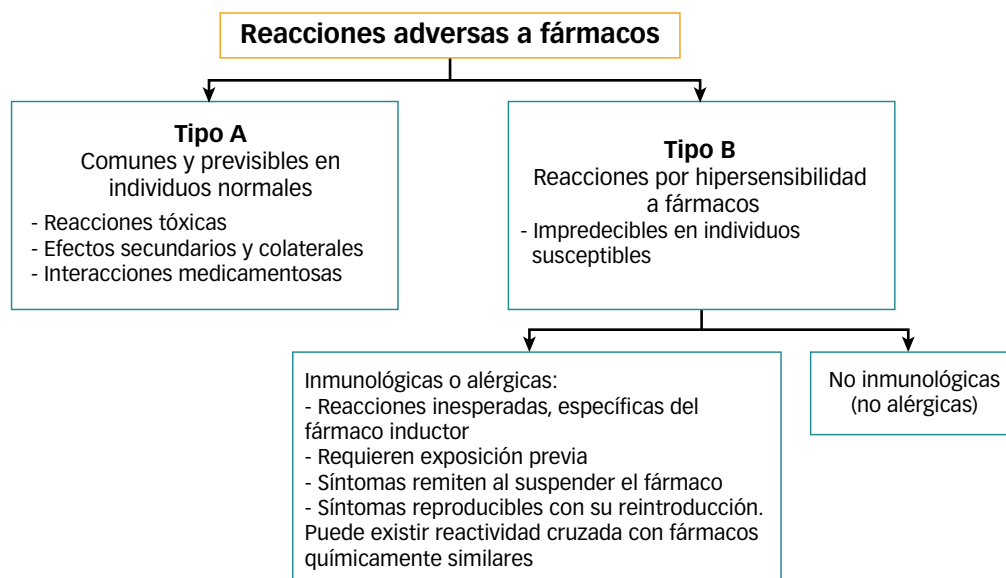 Reacciones adversas a fármacos
Tipo A
Comunes y previsibles en
individuos normales
- Reacciones tóxicas
- Efectos secundarios y colaterales
- Interacciones medicamentosas
Tipo B
Reacciones por hipersensibilidad
a fármacos
- Impredecibles en individuos
susceptibles
Inmunológicas o alérgicas:
- Reacciones inesperadas, específicas del
fármaco inductor
- Requieren exposición previa
- Síntomas remiten al suspender el fármaco
- Síntomas reproducibles con su reintroducción.
Puede existir reactividad cruzada con fármacos
químicamente similares
No inmunológicas
(no alérgicas)